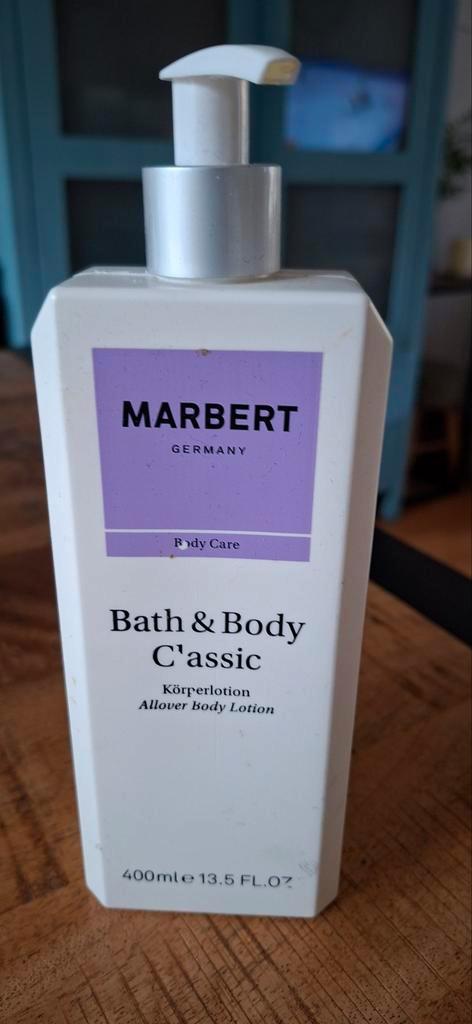 MARBERT
GERMANY
Body Care
Bath & Body
C'assic
Körperlotion
Allover Body Lotion
400ml e 13.5 FL.OZ